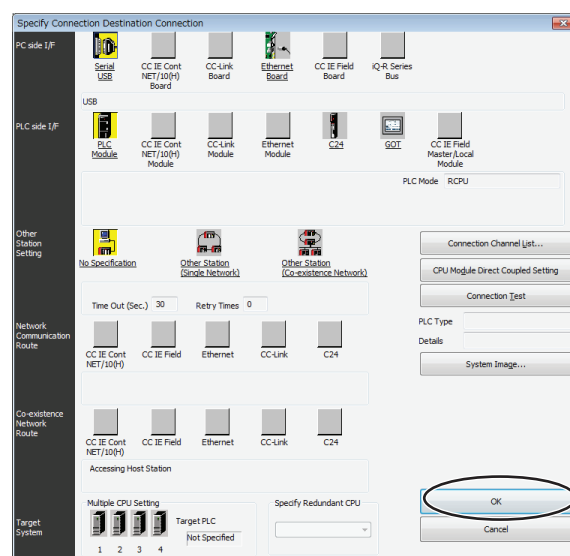 Specify Connection Destination Connection
PC side I/F
Serial
USB
CC IE Cont
NET/10(H)
Board
CC-Link
Board
Ethernet
Board
CC IE Field
Board
iQ-R Series
Bus
USB
PLC side I/F
PLC
Module
CC IE Cont
NET/10(H)
Module
CC-Link
Module
Ethernet
Module
C24
GOT
CC IE Field
Master/Local
Module
PLC Mode RCPU
Other
Station
Setting
No Specification
Other Station
(Single Network)
Other Station
(Co-existence Network)
Time Out (Sec.) 30 Retry Times 0
Connection Channel List...
CPU Module Direct Coupled Setting
Connection Test
PLC Type
Details
System Image...
Network
Communication
Route
CC IE Cont
NET/10(H)
CC IE Field
Ethernet
CC-Link
C24
Co-existence
Network
Route
CC IE Cont
NET/10(H)
CC IE Field
Ethernet
CC-Link
C24
Accessing Host Station
Target
System
Multiple CPU Setting
1 2 3 4
Target PLC
Not Specified
Specify Redundant CPU
OK
Cancel